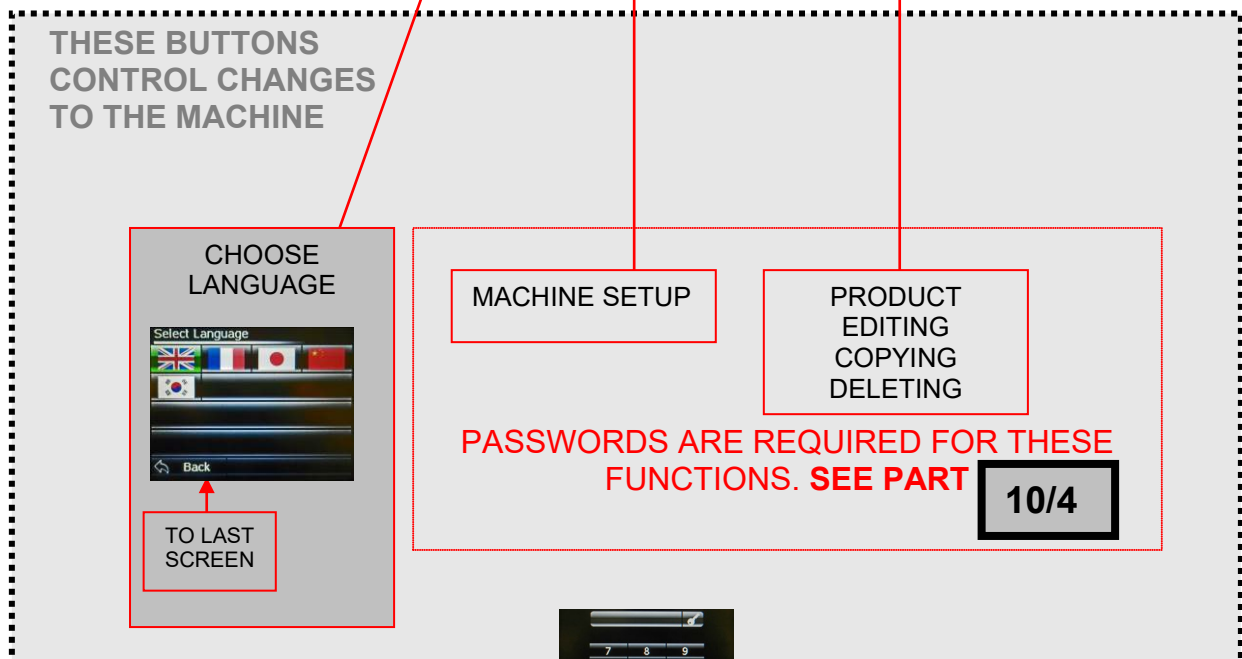 THESE BUTTONS
CONTROL CHANGES
TO THE MACHINE
CHOOSE
LANGUAGE
Select Language
Back
TO LAST
SCREEN
MACHINE SETUP
PRODUCT
EDITING
COPYING
DELETING
PASSWORDS ARE REQUIRED FOR THESE
FUNCTIONS. SEE PART
10/4
7 8 9